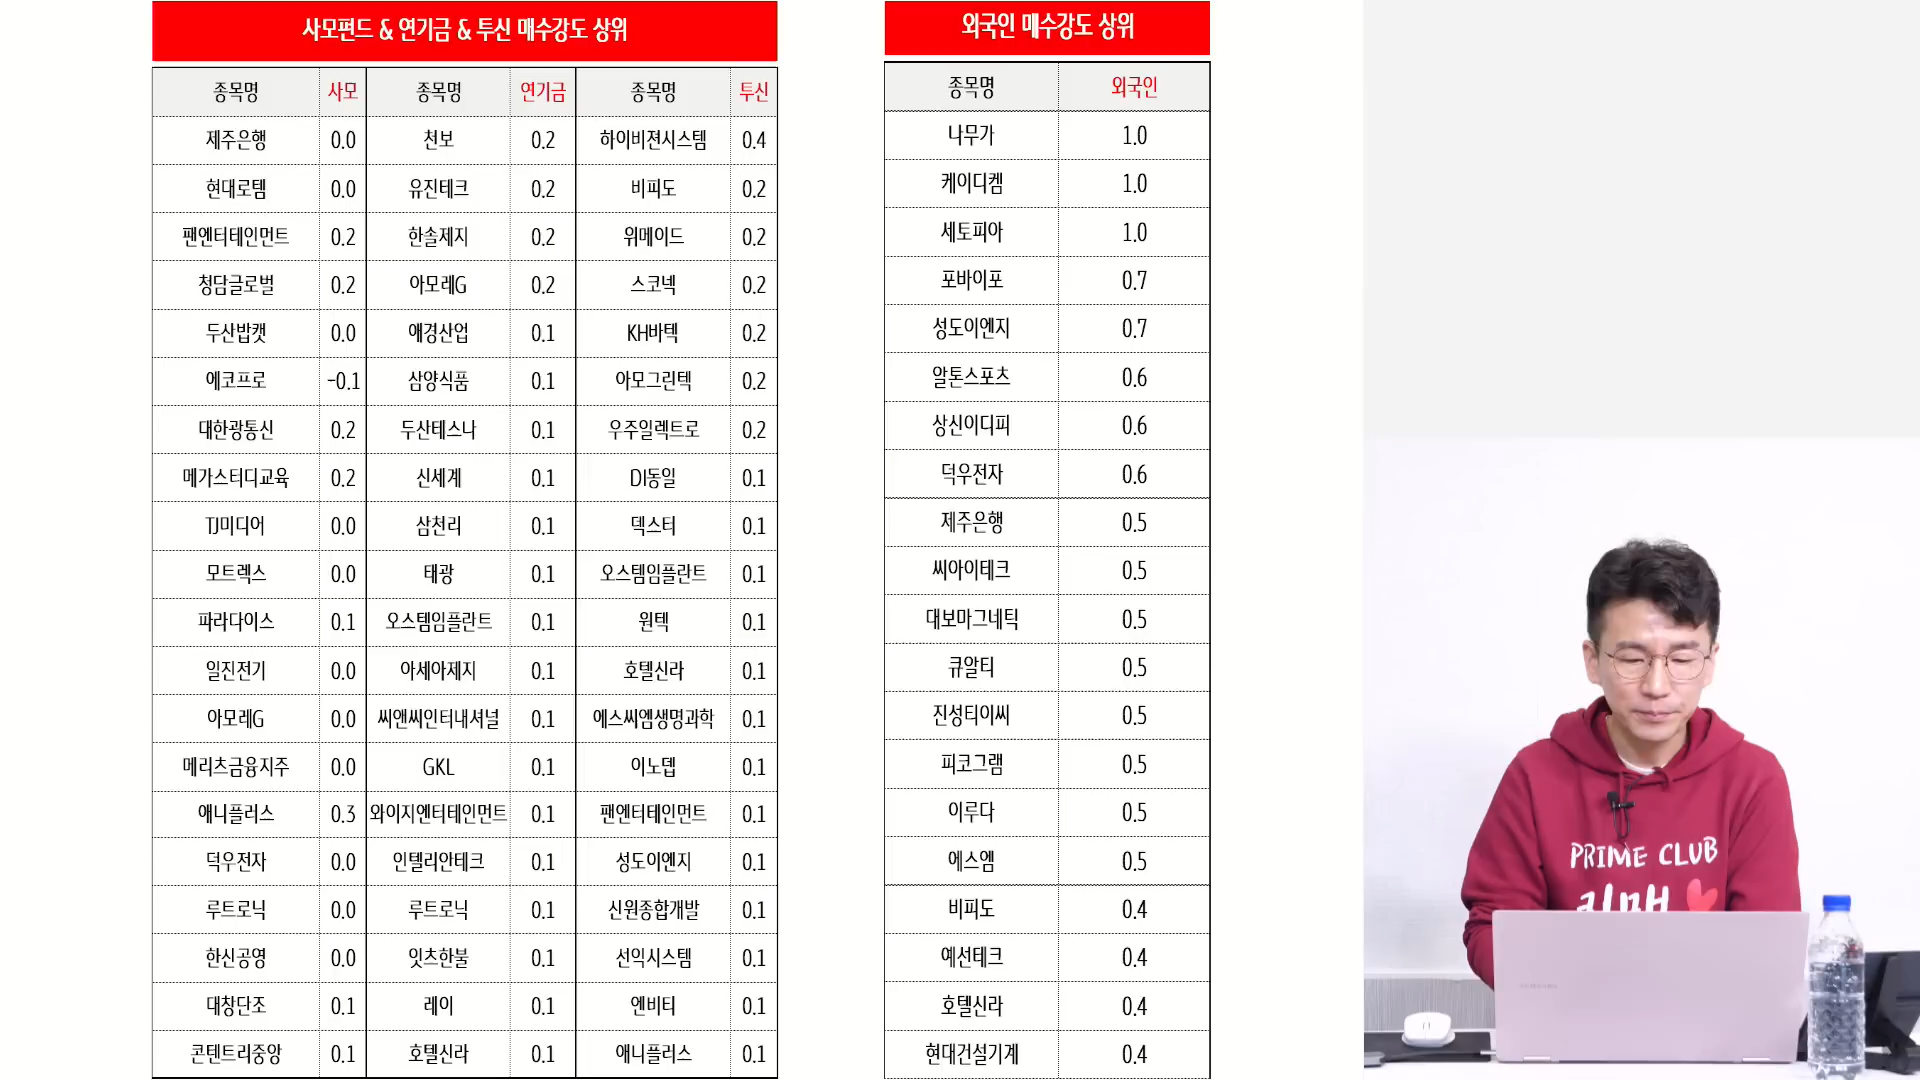 사모펀드 & 연기금 & 투신 매수강도 상위
종목명 사모 종목명 연기금 종목명 투신
제주은행 0.0 천보 0.2 하이비젼시스템 0.4
현대로템 0.0 유진테크 0.2 비피도 0.2
팬엔터테인먼트 0.2 한솔제지 0.2 위메이드 0.2
청담글로벌 0.2 아모레G 0.2 스코넥 0.2
두산밥캣 0.0 애경산업 0.1 KH바텍 0.2
에코프로 -0.1 삼양식품 0.1 아모그린텍 0.2
대한광통신 0.2 두산테스나 0.1 우주일렉트로 0.2
메가스터디교육 0.2 신세계 0.1 DI동일 0.1
TJ미디어 0.0 삼천리 0.1 덱스터 0.1
모트렉스 0.0 태광 0.1 오스템임플란트 0.1
파라다이스 0.1 오스템임플란트 0.1 원텍 0.1
일진전기 0.0 아세아제지 0.1 호텔신라 0.1
아모레G 0.0 씨앤씨인터내셔널 0.1 에스씨엠생명과학 0.1
메리츠금융지주 0.0 GKL 0.1 이노뎁 0.1
애니플러스 0.3 와이지엔터테인먼트 0.1 팬엔터테인먼트 0.1
덕우전자 0.0 인텔리안테크 0.1 성도이엔지 0.1
루트로닉 0.0 루트로닉 0.1 신원종합개발 0.1
한신공영 0.0 잇츠한불 0.1 선익시스템 0.1
대창단조 0.1 레이 0.1 엔비티 0.1
콘텐트리중앙 0.1 호텔신라 0.1 애니플러스 0.1
외국인 매수강도 상위
종목명 외국인
나무가 1.0
케이디켐 1.0
세토피아 1.0
포바이포 0.7
성도이엔지 0.7
알톤스포츠 0.6
상신이디피 0.6
덕우전자 0.6
제주은행 0.5
씨아이테크 0.5
대보마그네틱 0.5
큐알티 0.5
진성티이씨 0.5
피코그램 0.5
이루다 0.5
에스엠 0.5
비피도 0.4
예선테크 0.4
호텔신라 0.4
현대건설기계 0.4
PRIME CLUB
SAMSUNG